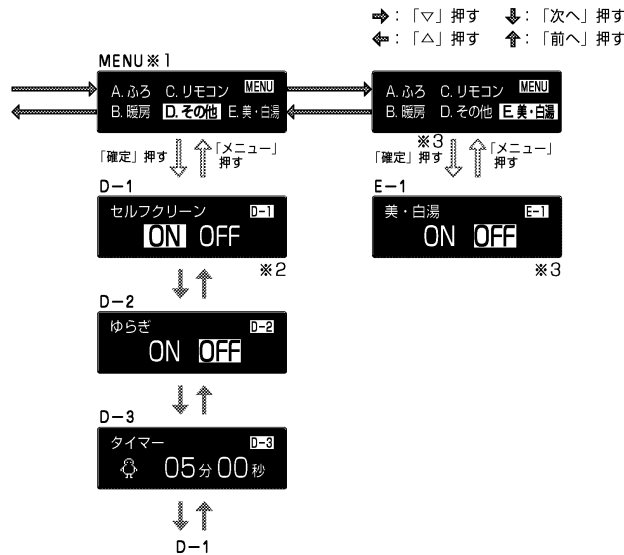 ➡：「▽」押す　⬇：「次へ」押す
⬅：「△」押す　⬆：「前へ」押す
MENU※1
A. ふろ C. リモコン MENU
B. 暖房 D. その他 E. 美・白湯
A. ふろ C. リモコン MENU
B. 暖房 D. その他 E. 美・白湯
「確定」押す
「メニュー」
押す
※3
「確定」押す
「メニュー」
押す
D−1
セルフクリーン D−1
ON OFF
※2
E−1
美・白湯 E−1
ON OFF
※3
D−2
ゆらぎ D−2
ON OFF
D−3
タイマー D−3
05分00秒
D−1